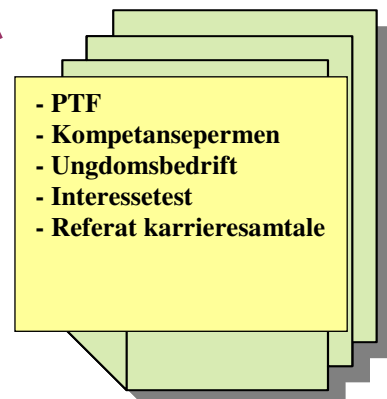 - PTF
- Kompetansepermen
- Ungdomsbedrift
- Interessetest
- Referat karrieresamtale